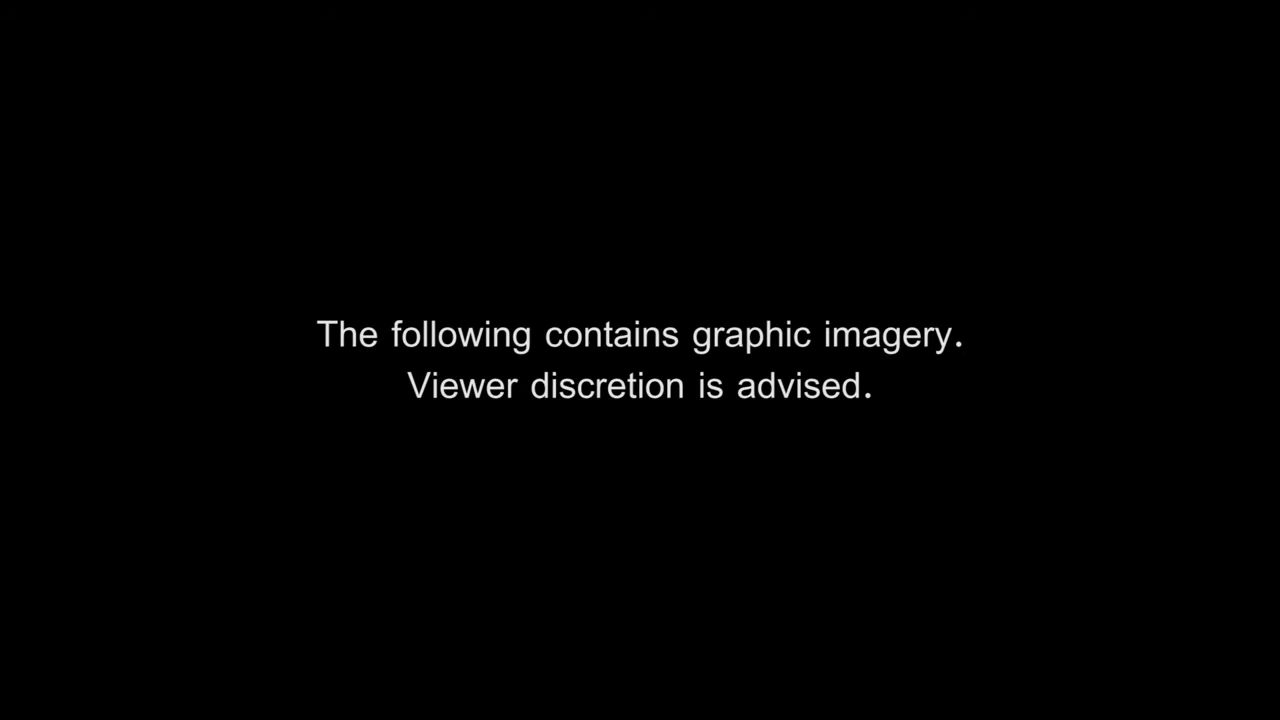 The following contains graphic imagery.
Viewer discretion is advised.